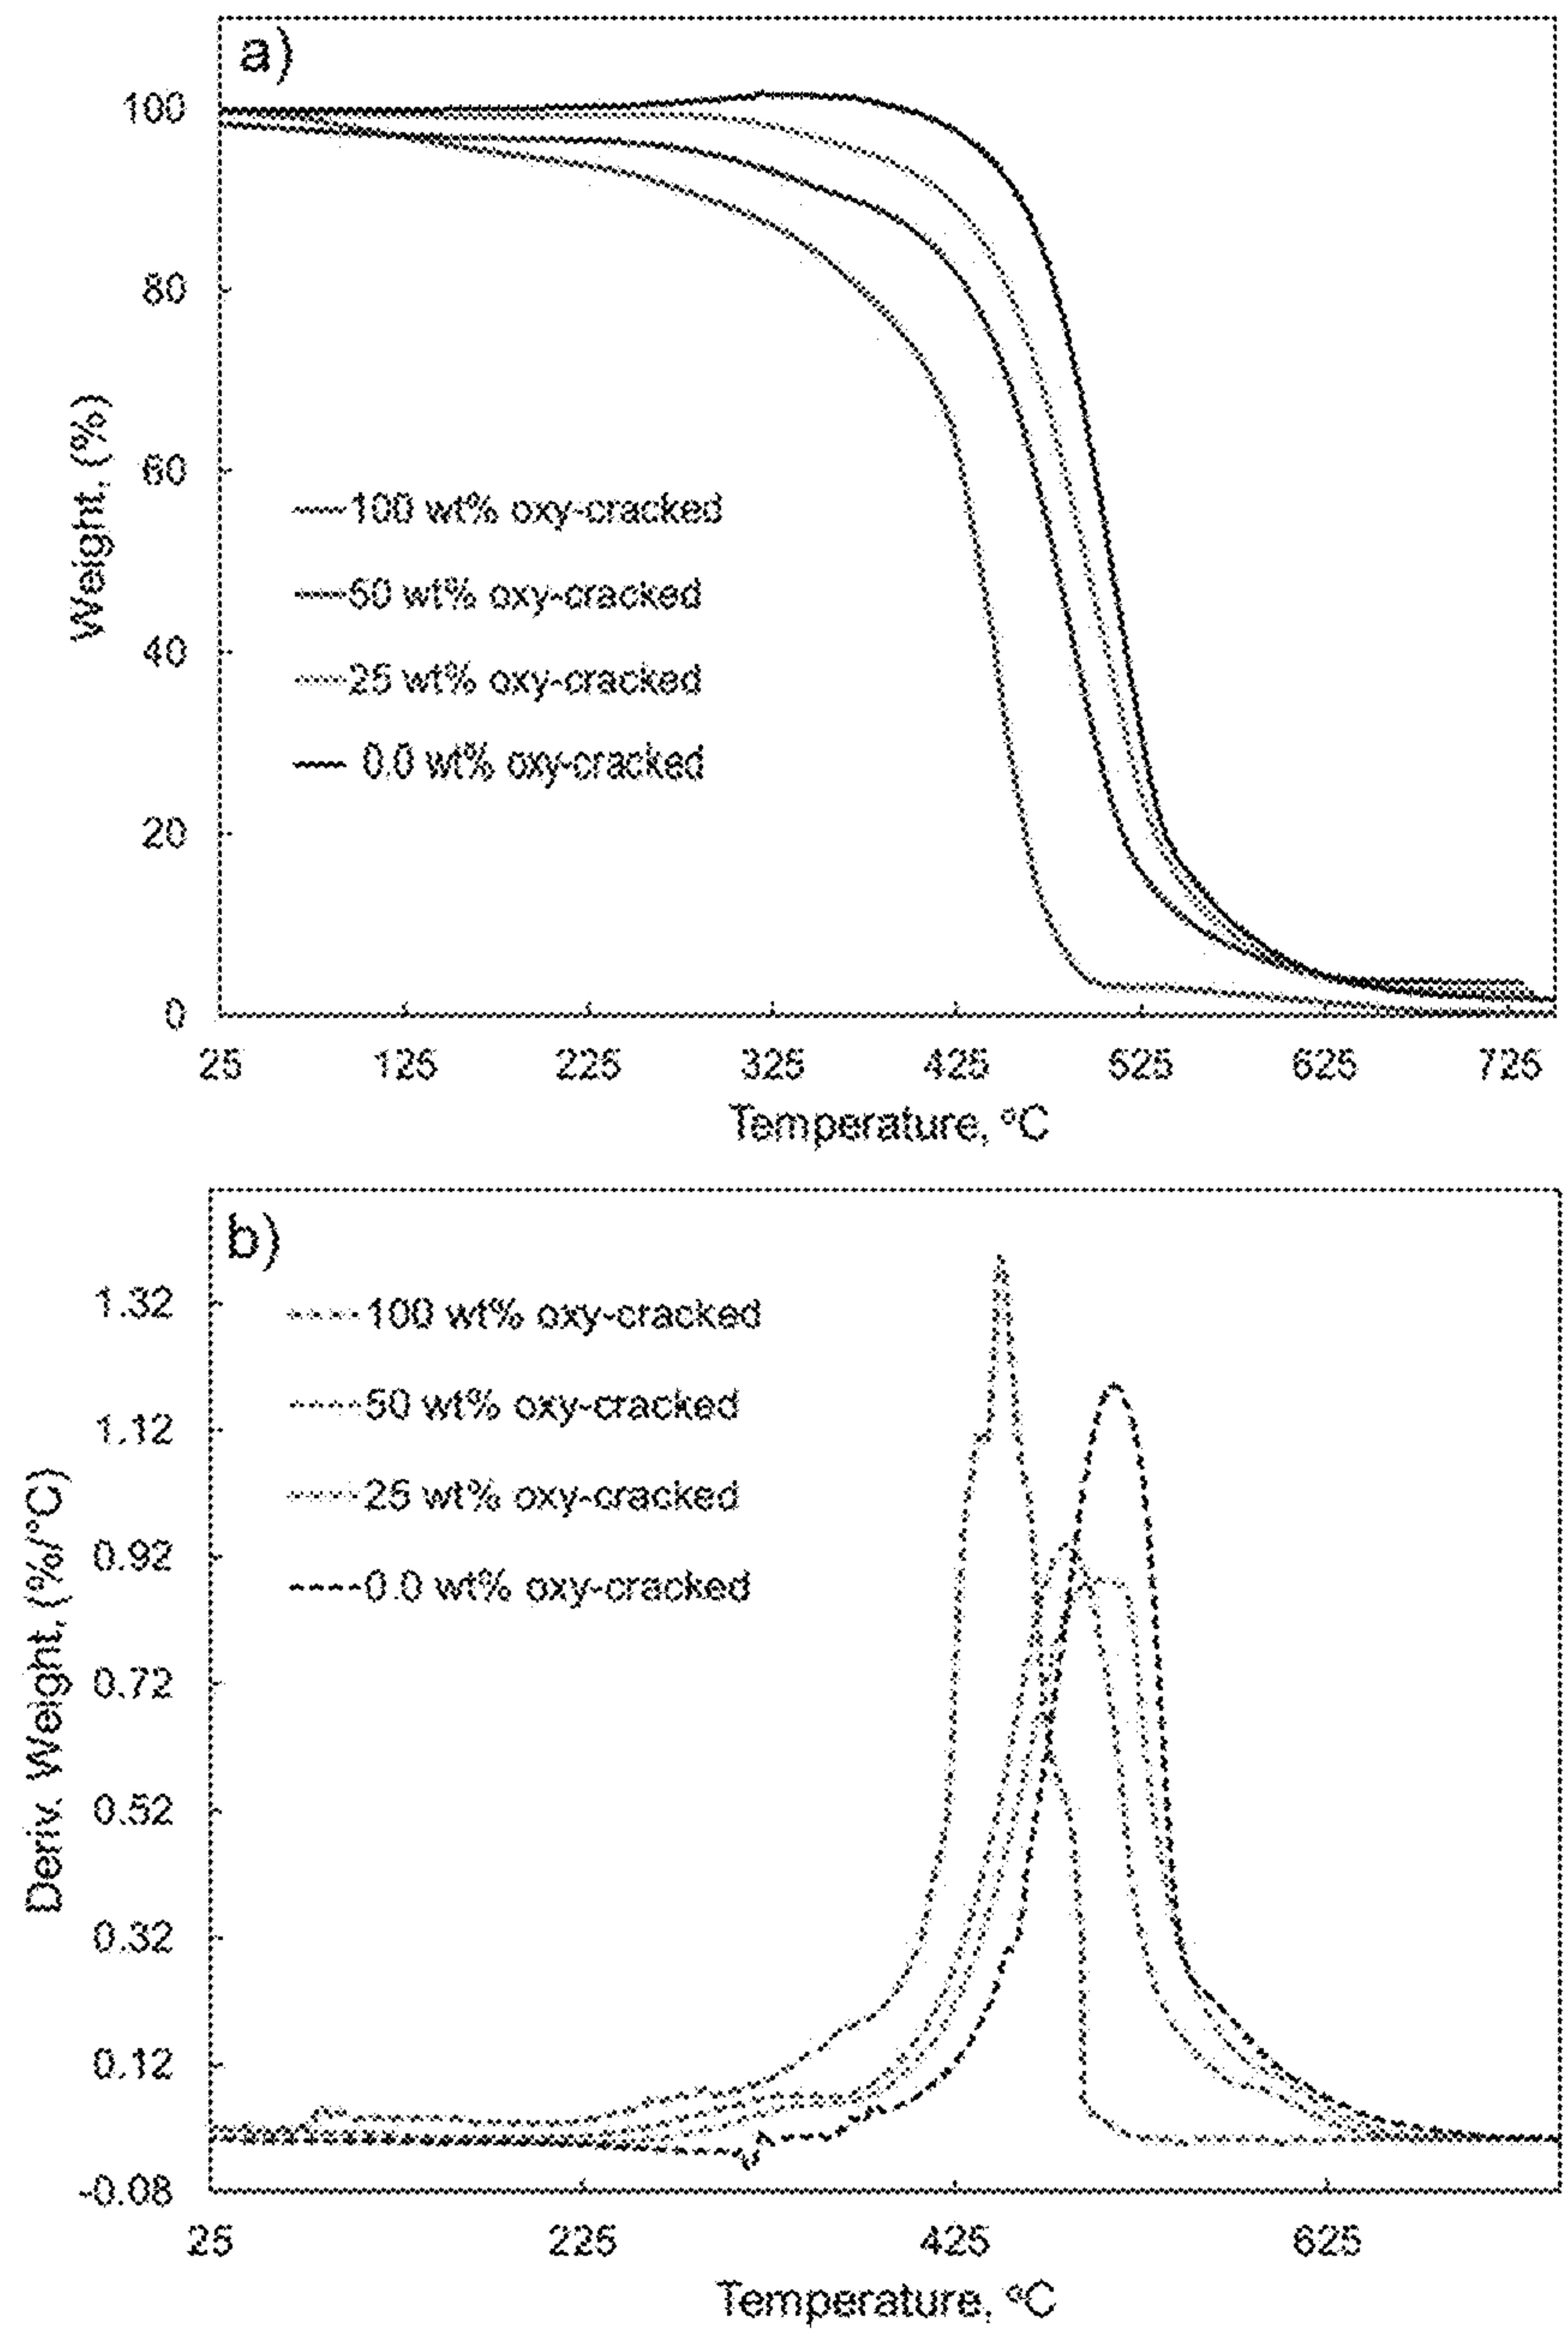 a)
100
80
60
40
20
0
Weight, (%)
100 wt% oxy-cracked
50 wt% oxy-cracked
25 wt% oxy-cracked
0.0 wt% oxy-cracked
25 125 225 325 425 525 625 725
Temperature, ºC
b)
1.32
1.12
0.92
0.72
0.52
0.32
0.12
-0.08
Deriv. Weight, (%/°C)
100 wt% oxy-cracked
50 wt% oxy-cracked
25 wt% oxy-cracked
0.0 wt% oxy-cracked
25 225 425 625
Temperature, ºC